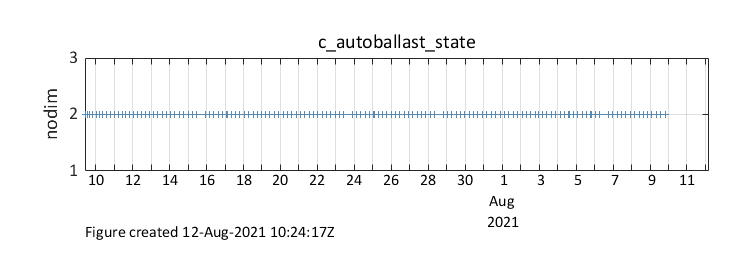 c_autoballast_state
nodim
3
2
1
10 12 14 16 18 20 22 24 26 28 30 1 3 5 7 9 11
Aug
2021
Figure created 12-Aug-2021 10:24:17Z